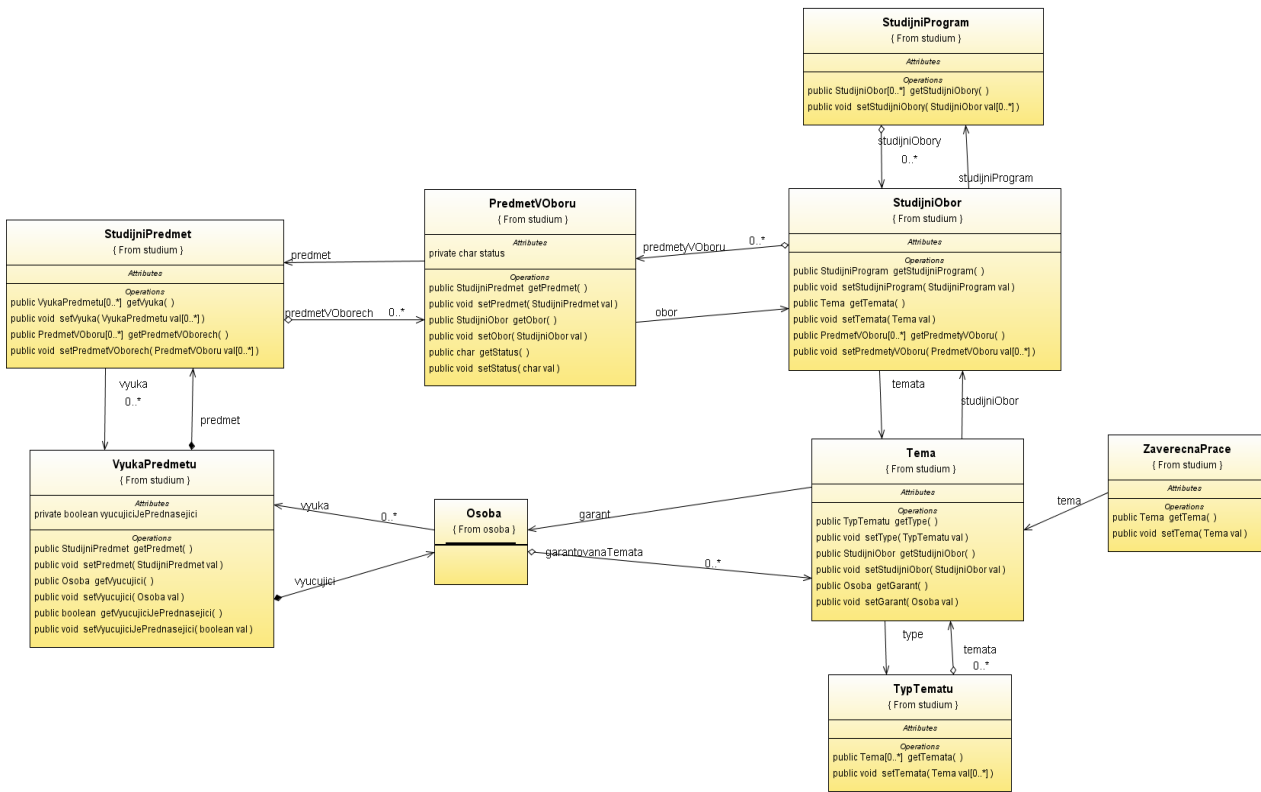 StudijniProgram
{ From studium }
Attributes
Operations
public StudijniObor[0..*] getStudijniObory( )
public void setStudijniObory( StudijniObor val[0..*] )
studijniObory
0..*
studijniProgram
StudijniPredmet
{ From studium }
Attributes
Operations
public VyukaPredmetu[0..*] getVyuka( )
public void setVyuka( VyukaPredmetu val[0..*] )
public PredmetVOboru[0..*] getPredmetVOborech( )
public void setPredmetVOborech( PredmetVOboru val[0..*] )
predmet
predmetVOborech
0..*
PredmetVOboru
{ From studium }
Attributes
private char status
Operations
public StudijniPredmet getPredmet( )
public void setPredmet( StudijniPredmet val )
public StudijniObor getObor( )
public void setObor( StudijniObor val )
public char getStatus( )
public void setStatus( char val )
predmetyVOboru
0..*
obor
StudijniObor
{ From studium }
Attributes
Operations
public StudijniProgram getStudijniProgram( )
public void setStudijniProgram( StudijniProgram val )
public Tema getTemata( )
public void setTemata( Tema val )
public PredmetVOboru[0..*] getPredmetyVOboru( )
public void setPredmetyVOboru( PredmetVOboru val[0..*] )
vyuka
0..*
predmet
temata
studijniObor
VyukaPredmetu
{ From studium }
Attributes
private boolean vyucujiciJePrednasejici
Operations
public StudijniPredmet getPredmet( )
public void setPredmet( StudijniPredmet val )
public Osoba getVyucujici( )
public void setVyucujici( Osoba val )
public boolean getVyucujiciJePrednasejici( )
public void setVyucujiciJePrednasejici( boolean val )
vyuka
0..*
vyucujici
Osoba
{ From osoba }
garant
garantovanaTemata
0..*
Tema
{ From studium }
Attributes
Operations
public TypTematu getType( )
public void setType( TypTematu val )
public StudijniObor getStudijniObor( )
public void setStudijniObor( StudijniObor val )
public Osoba getGarant( )
public void setGarant( Osoba val )
tema
ZaverecnaPrace
{ From studium }
Attributes
Operations
public Tema getTema( )
public void setTema( Tema val )
type
temata
0..*
TypTematu
{ From studium }
Attributes
Operations
public Tema[0..*] getTemata( )
public void setTemata( Tema val[0..*] )